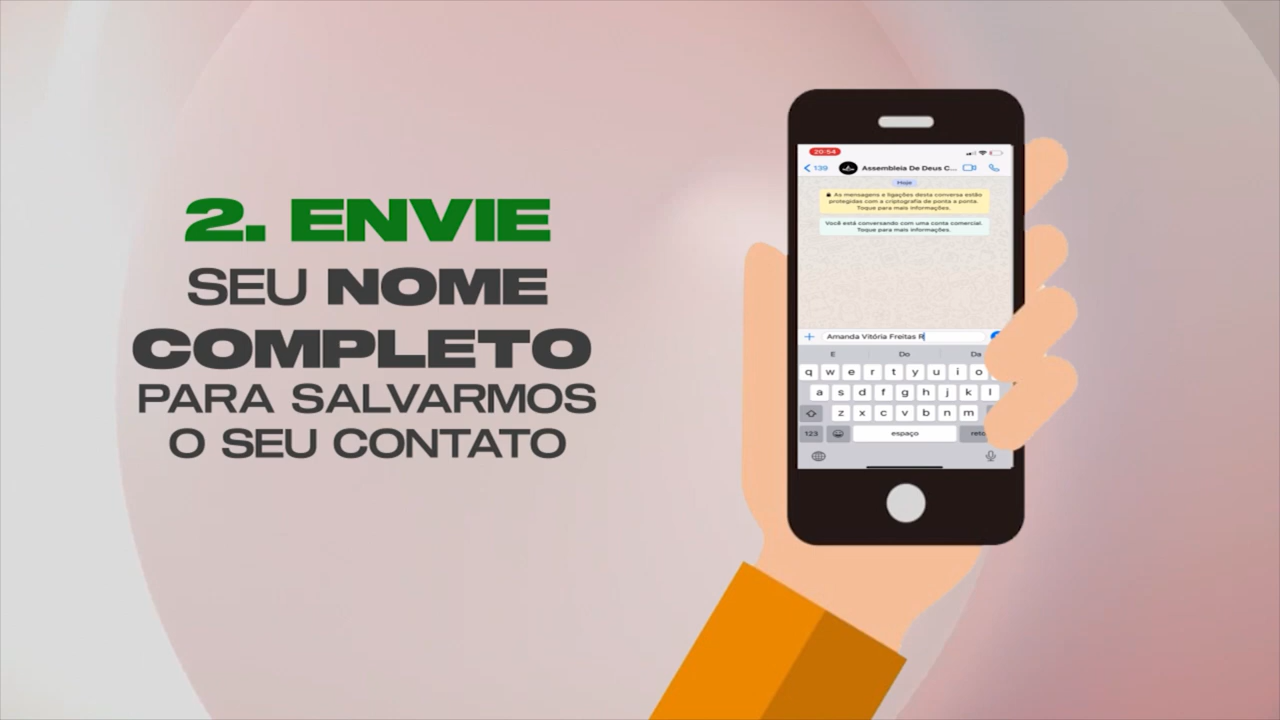 2. ENVIE
SEU NOME
COMPLETO
PARA SALVARMOS
O SEU CONTATO
20:54
139
Assembleia De Deus C...
Hoje
As mensagens e ligações desta conversa estão
protegidas com a criptografia de ponta a ponta.
Toque para mais informações.
Você está conversando com uma conta comercial.
Toque para mais informações.
Amanda Vitória Freitas R
E Do Da
q w e r t y u i o
a s d f g h j k l
z x c v b n m
123 espaço